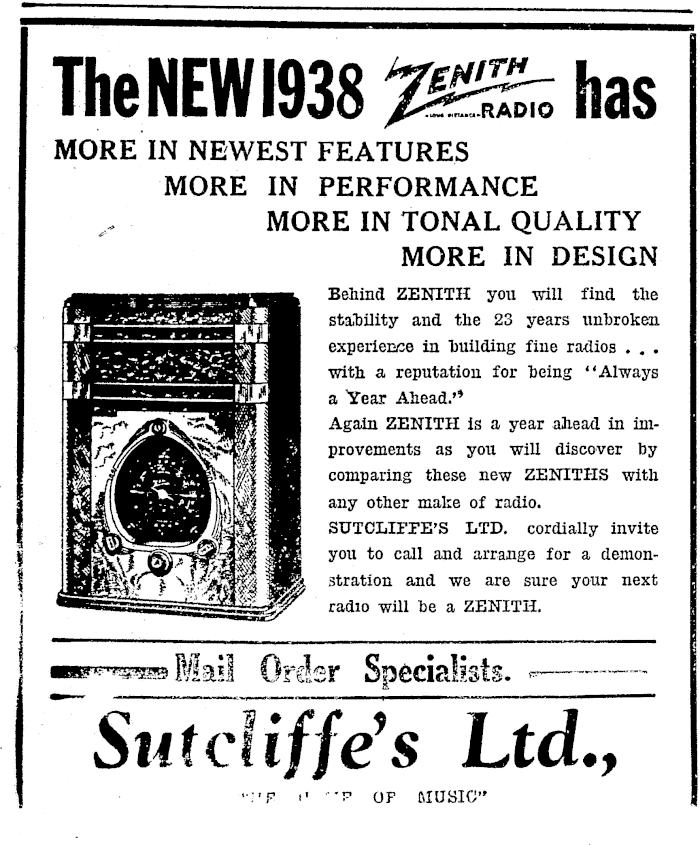 The NEW 1938 ZENITH RADIO has
-LONG DISTANCE-
MORE IN NEWEST FEATURES
MORE IN PERFORMANCE
MORE IN TONAL QUALITY
MORE IN DESIGN
Behind ZENITH you will find the
stability and the 23 years unbroken
experience in building fine radios . . .
with a reputation for being "Always
a Year Ahead."
Again ZENITH is a year ahead in im-
provements as you will discover by
comparing these new ZENITHS with
any other make of radio.
SUTCLIFFE'S LTD. cordially invite
you to call and arrange for a demon-
stration and we are sure your next
radio will be a ZENITH.
Mail Order Specialists.
Sutcliffe's Ltd.,
OF MUSIC"